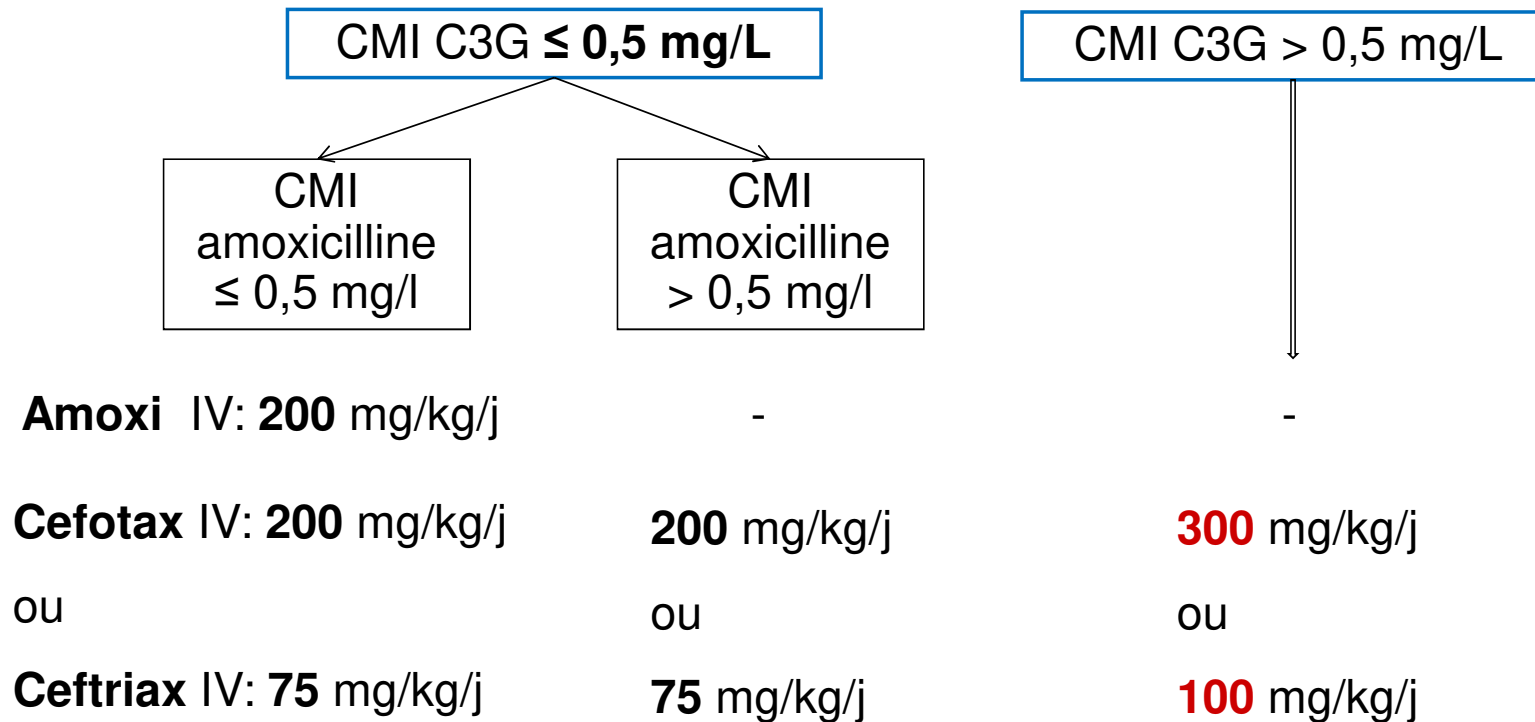 CMI C3G ≤ 0,5 mg/L
CMI C3G > 0,5 mg/L
CMI
amoxicilline
≤ 0,5 mg/l
CMI
amoxicilline
> 0,5 mg/l
Amoxi IV: 200 mg/kg/j - -
Cefotax IV: 200 mg/kg/j 200 mg/kg/j 300 mg/kg/j
ou ou ou
Ceftriax IV: 75 mg/kg/j 75 mg/kg/j 100 mg/kg/j